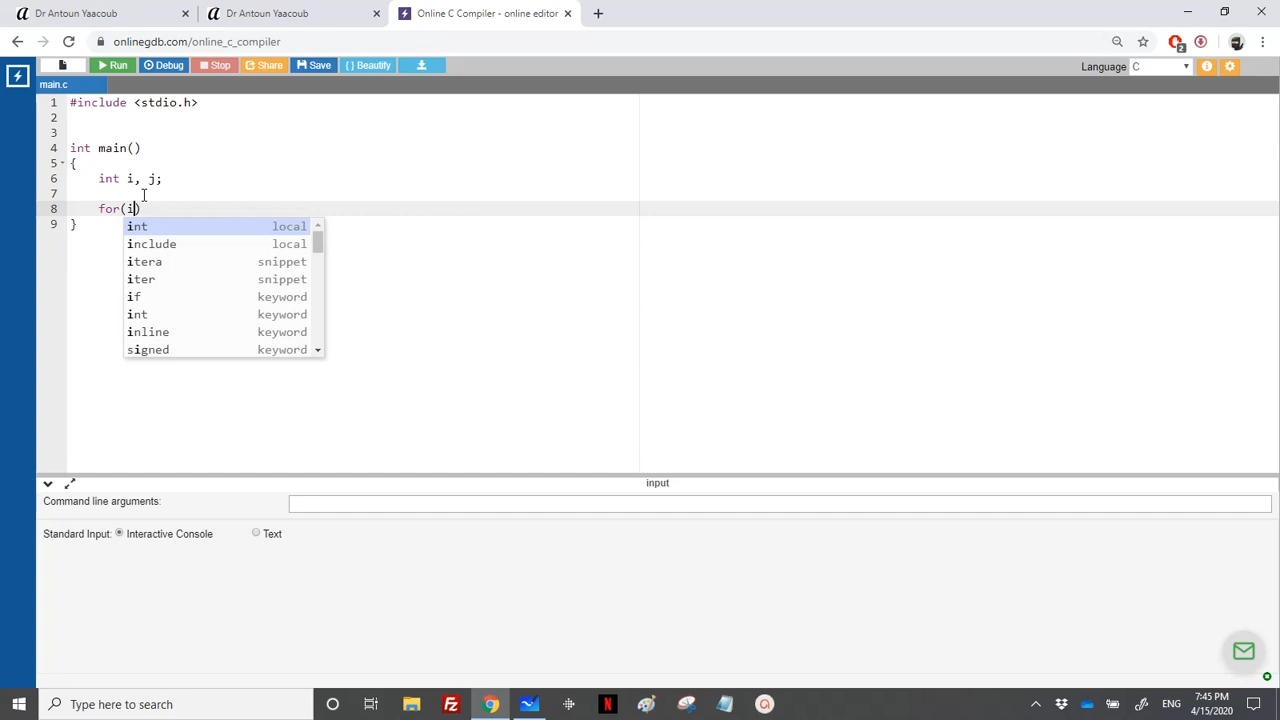 Dr Antoun Yaacoub
Dr Antoun Yaacoub
Online C Compiler - online editor
onlinegdb.com/online_c_compiler
2
Run Debug Stop Share Save { } Beautify
Language C
main.c
1 #include <stdio.h>
2
3
4 int main()
5 {
6 int i, j;
7
8 for(i)
9 }
int local
include local
itera snippet
iter snippet
if keyword
int keyword
inline keyword
signed keyword
input
Command line arguments:
Standard Input: Interactive Console Text
Type here to search
ENG
7:45 PM
4/15/2020